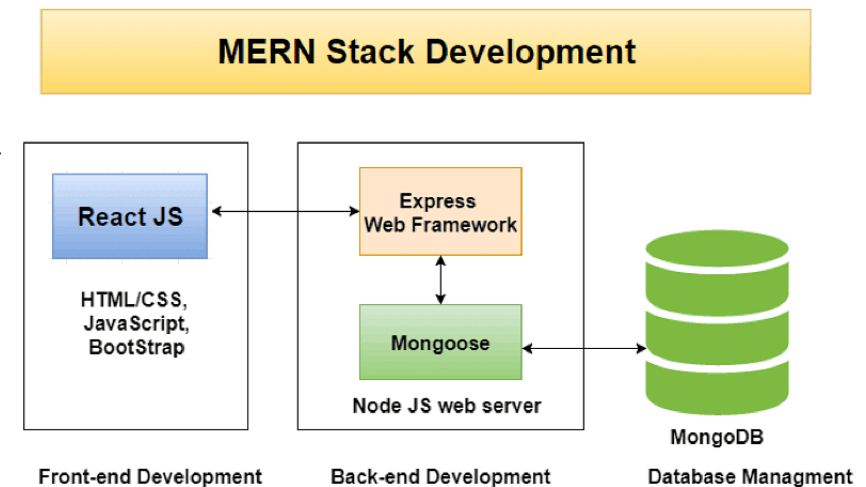 MERN Stack Development
React JS
HTML/CSS,
JavaScript,
BootStrap
Front-end Development
Express
Web Framework
Mongoose
Node JS web server
Back-end Development
MongoDB
Database Managment